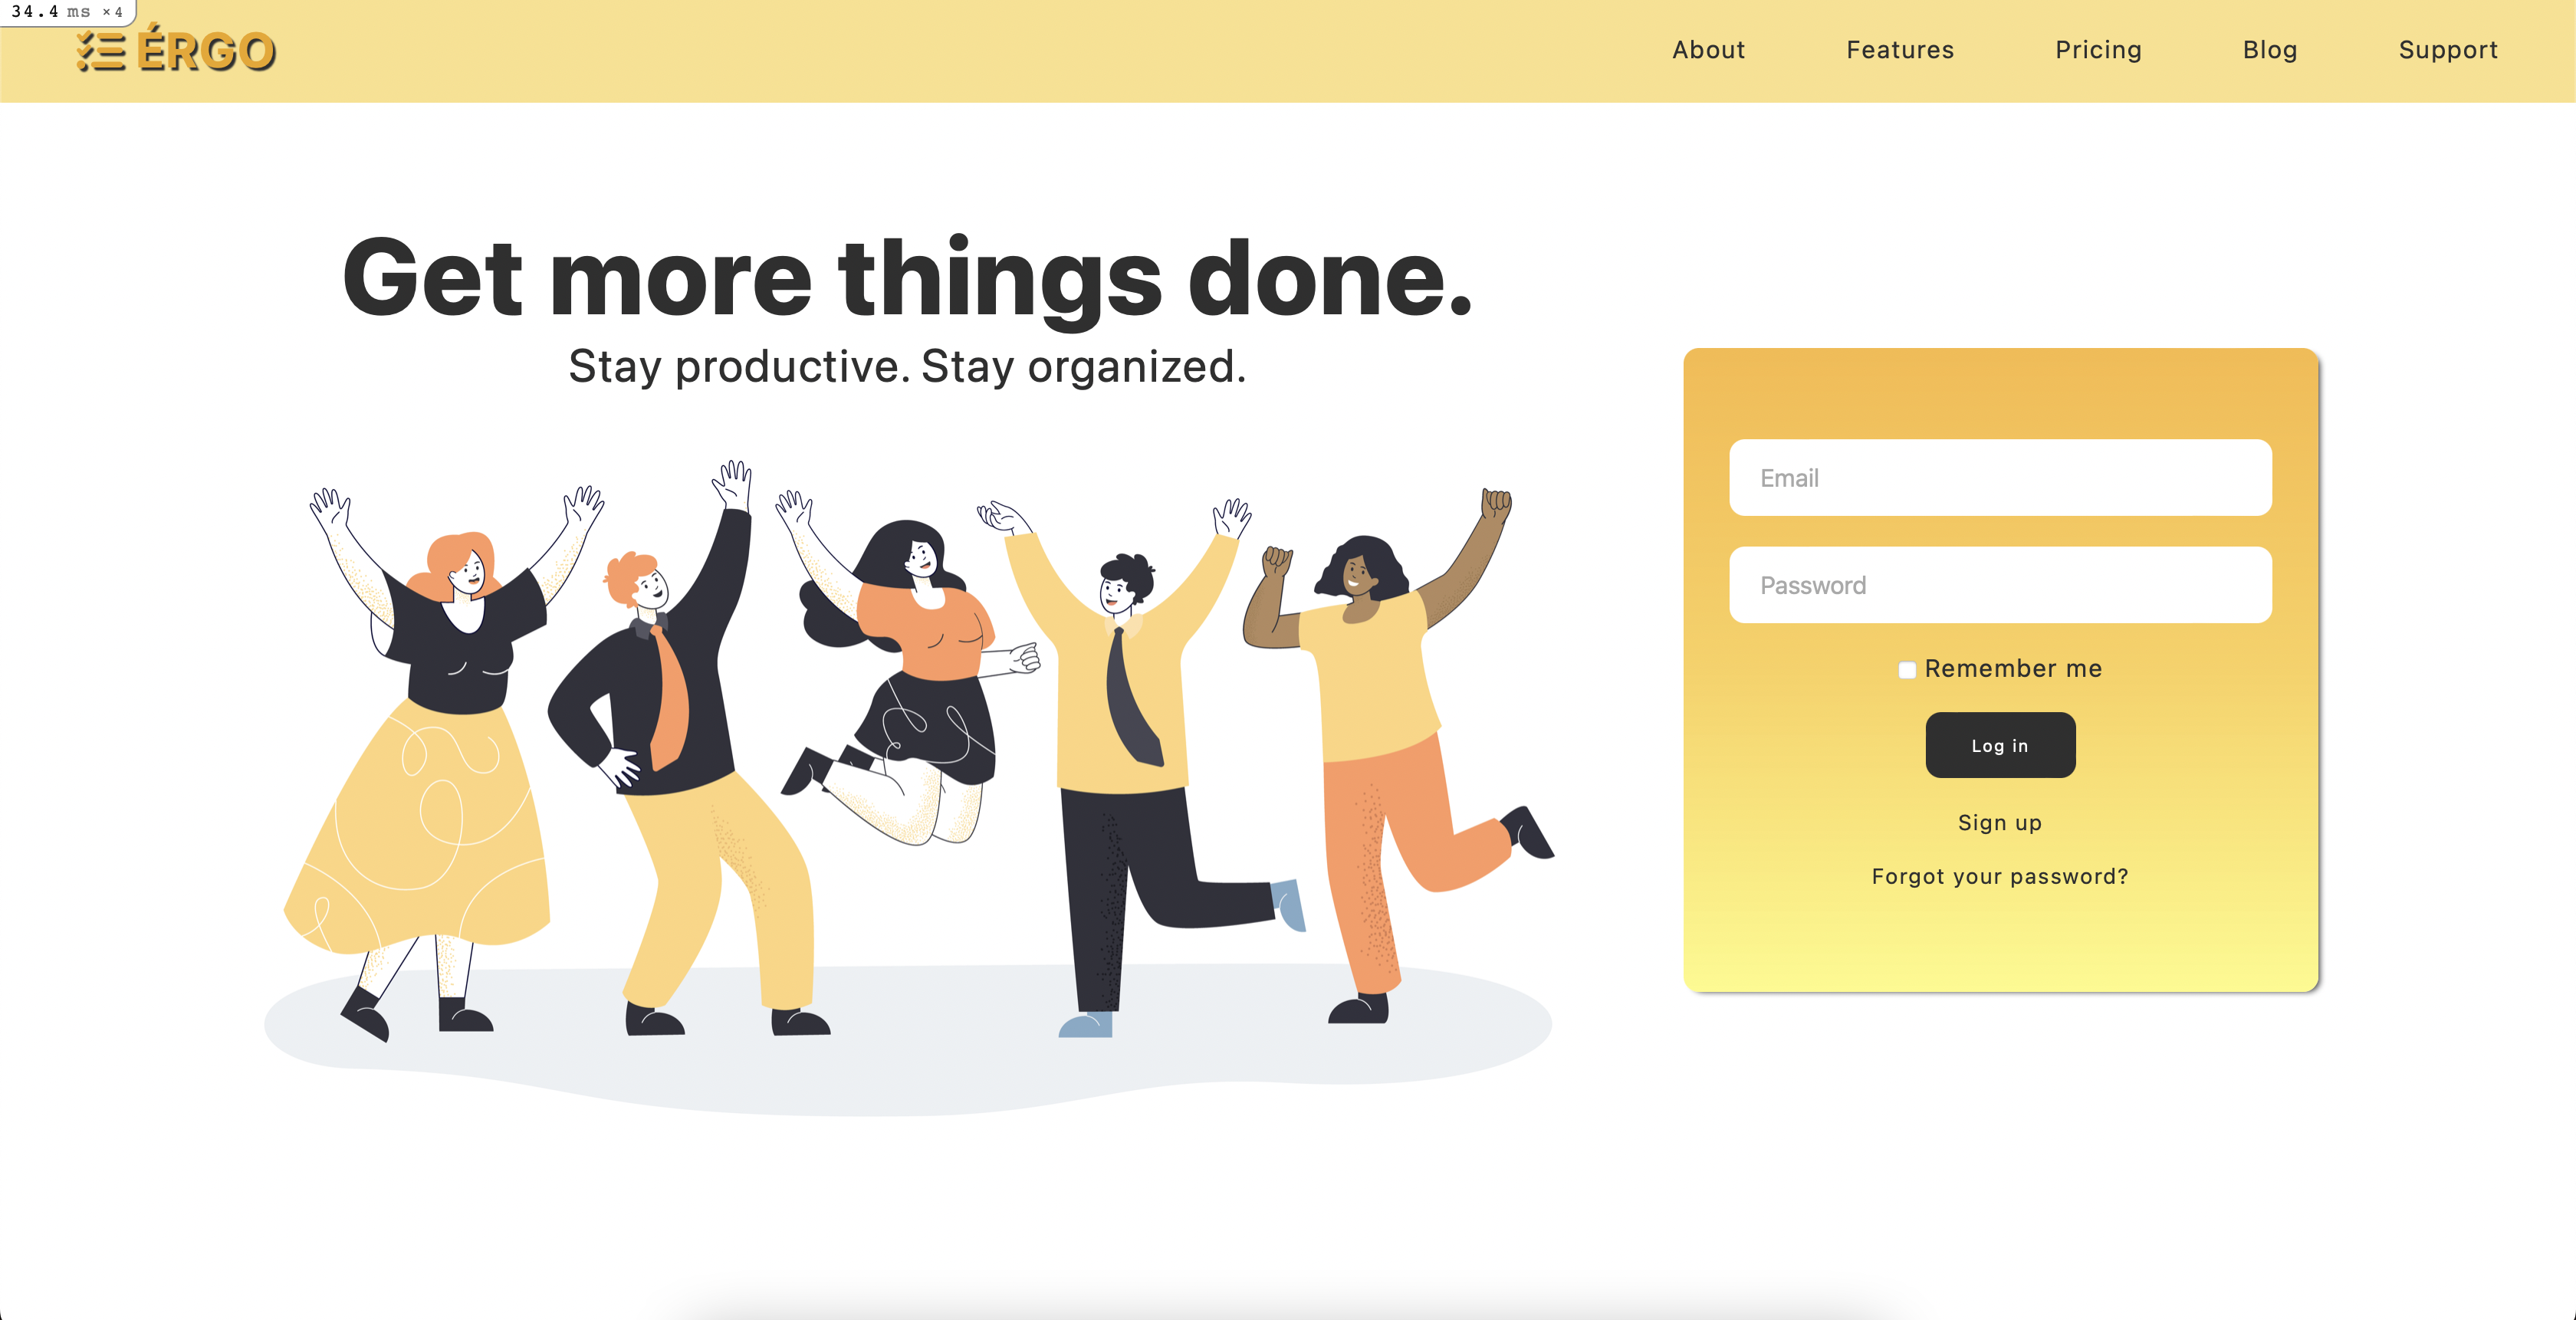 34.4 ms ×4
ÉRGO
About Features Pricing Blog Support
Get more things done.
Stay productive. Stay organized.
Email
Password
Remember me
Log in
Sign up
Forgot your password?